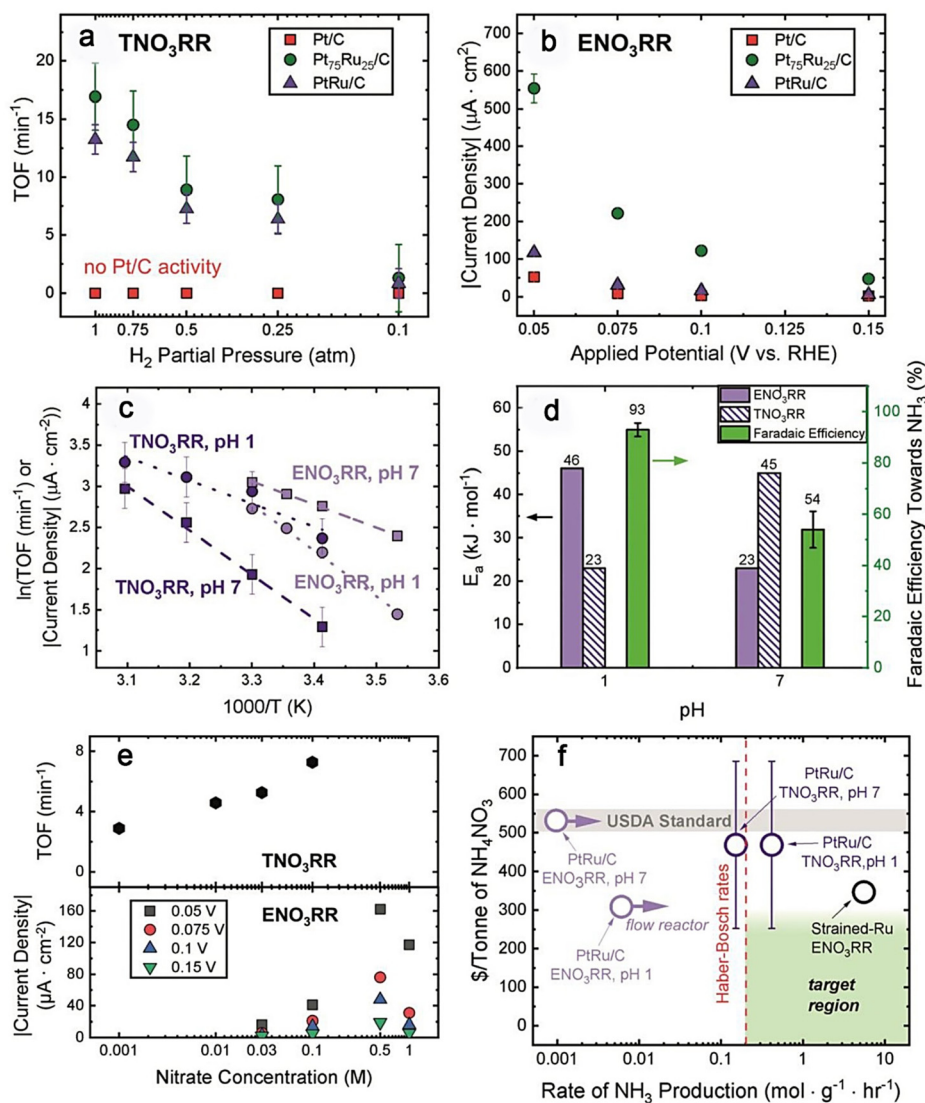 a TNO₃RR
Pt/C
Pt₇₅Ru₂₅/C
PtRu/C
20
15
10
5
0
TOF (min⁻¹)
no Pt/C activity
1 0.75 0.5 0.25 0.1
H₂ Partial Pressure (atm)
b ENO₃RR
Pt/C
Pt₇₅Ru₂₅/C
PtRu/C
700
600
500
400
300
200
100
0
|Current Density| (µA · cm²)
0.05 0.075 0.1 0.125 0.15
Applied Potential (V vs. RHE)
c
TNO₃RR, pH 1
ENO₃RR, pH 7
TNO₃RR, pH 7
ENO₃RR, pH 1
4.0
3.5
3.0
2.5
2.0
1.5
1.0
ln(TOF (min⁻¹) or
|Current Density| (µA · cm⁻²))
3.1 3.2 3.3 3.4 3.5 3.6
1000/T (K)
d
ENO₃RR
TNO₃RR
Faradaic Efficiency
60
50
40
30
20
10
0
Eₐ (kJ · mol⁻¹)
46 23 93
23 45 54
100
80
60
40
20
0
Faradaic Efficiency Towards NH₃ (%)
1 7
pH
e
8
4
0
TOF (min⁻¹)
TNO₃RR
ENO₃RR
0.05 V
0.075 V
0.1 V
0.15 V
160
120
80
40
0
|Current Density|
(µA · cm⁻²)
0.001 0.01 0.03 0.1 0.5 1
Nitrate Concentration (M)
f
700
600
500
400
300
200
100
0
$/Tonne of NH₄NO₃
PtRu/C
TNO₃RR, pH 7
USDA Standard
PtRu/C
ENO₃RR, pH 7
PtRu/C
TNO₃RR,pH 1
flow reactor
PtRu/C
ENO₃RR, pH 1
Haber-Bosch rates
Strained-Ru
ENO₃RR
target
region
0.001 0.01 0.1 1 10
Rate of NH₃ Production (mol · g⁻¹ · hr⁻¹)